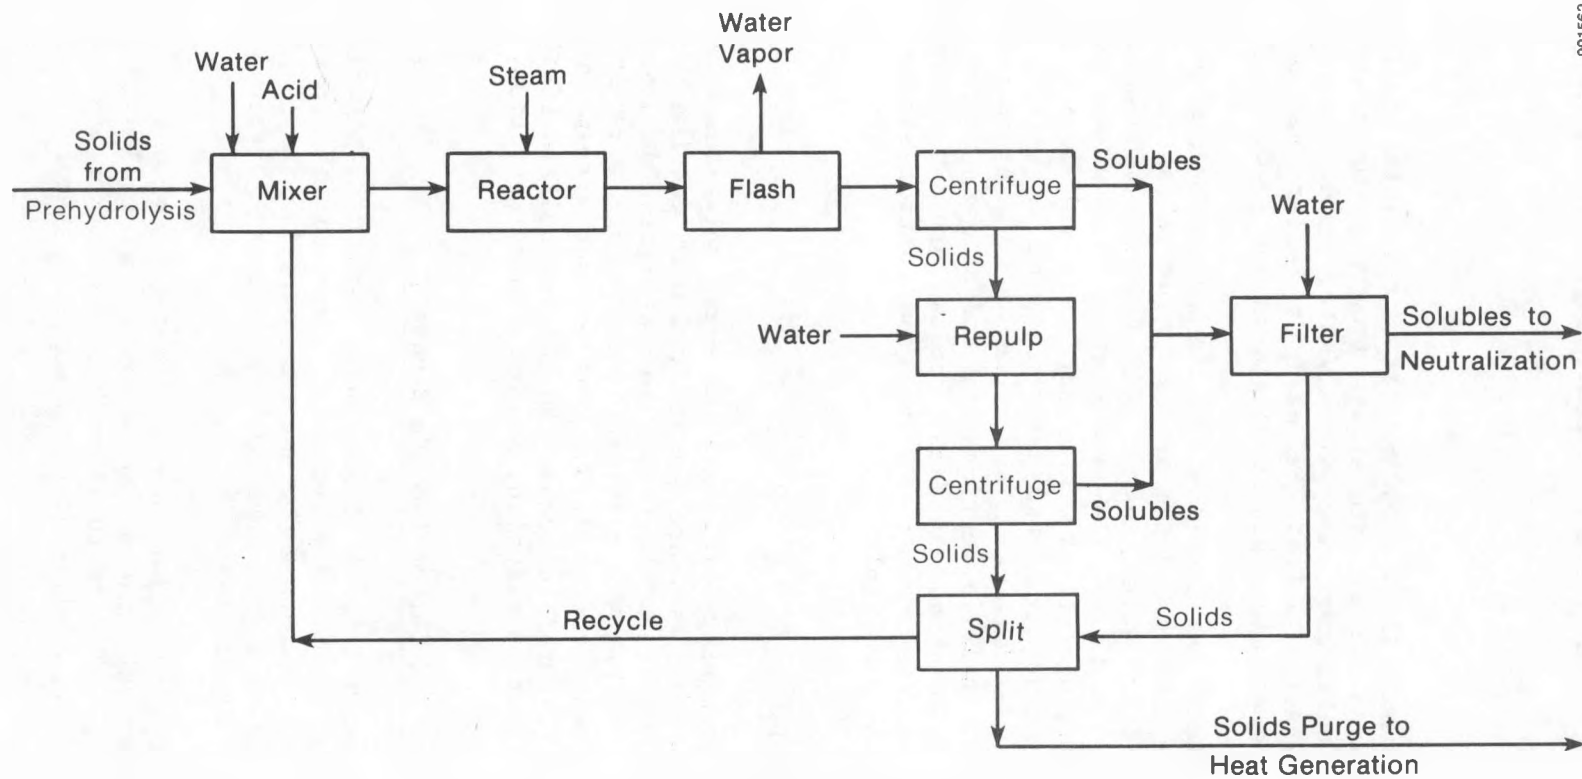 Water
Vapor
Water
Acid
Steam
Solids
from
Prehydrolysis
Mixer
Reactor
Flash
Centrifuge
Solubles
Solids
Water
Water
Repulp
Filter
Solubles to
Neutralization
Centrifuge
Solubles
Solids
Recycle
Split
Solids
Solids Purge to
Heat Generation